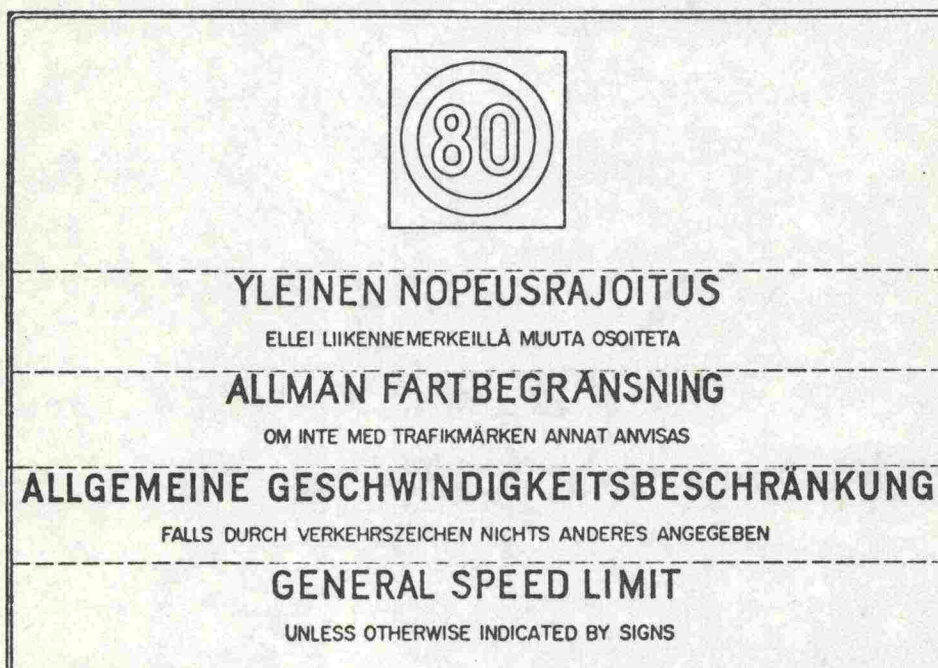 80
YLEINEN NOPEUSRAJOITUS
ELLEI LIIKENNEMERKEILLÄ MUUTA OSOITETA
ALLMÄN FARTBEGRÄNSNING
OM INTE MED TRAFIKMÄRKEN ANNAT ANVISAS
ALLGEMEINE GESCHWINDIGKEITSBESCHRÄNKUNG
FALLS DURCH VERKEHRSZEICHEN NICHTS ANDERES ANGEGEBEN
GENERAL SPEED LIMIT
UNLESS OTHERWISE INDICATED BY SIGNS